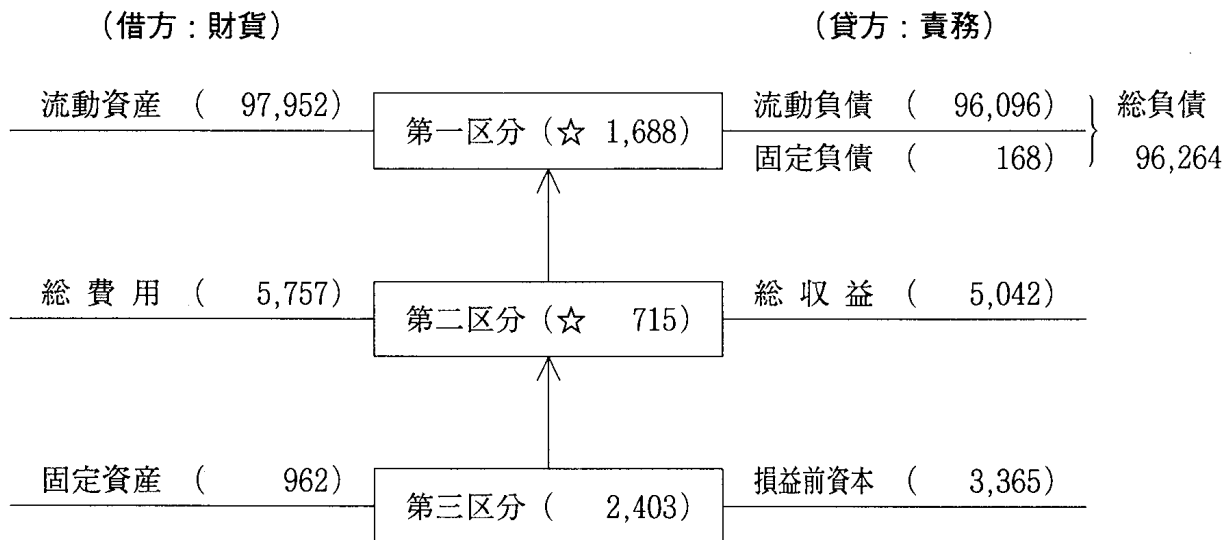 (借方:財貨) (貸方:責務)
流動資産 ( 97,952) 第一区分 (☆ 1,688) 流動負債 ( 96,096) 総負債
固定負債 ( 168) 96,264
総費用 ( 5,757) 第二区分 (☆ 715) 総収益 ( 5,042)
固定資産 ( 962) 第三区分 ( 2,403) 損益前資本 ( 3,365)